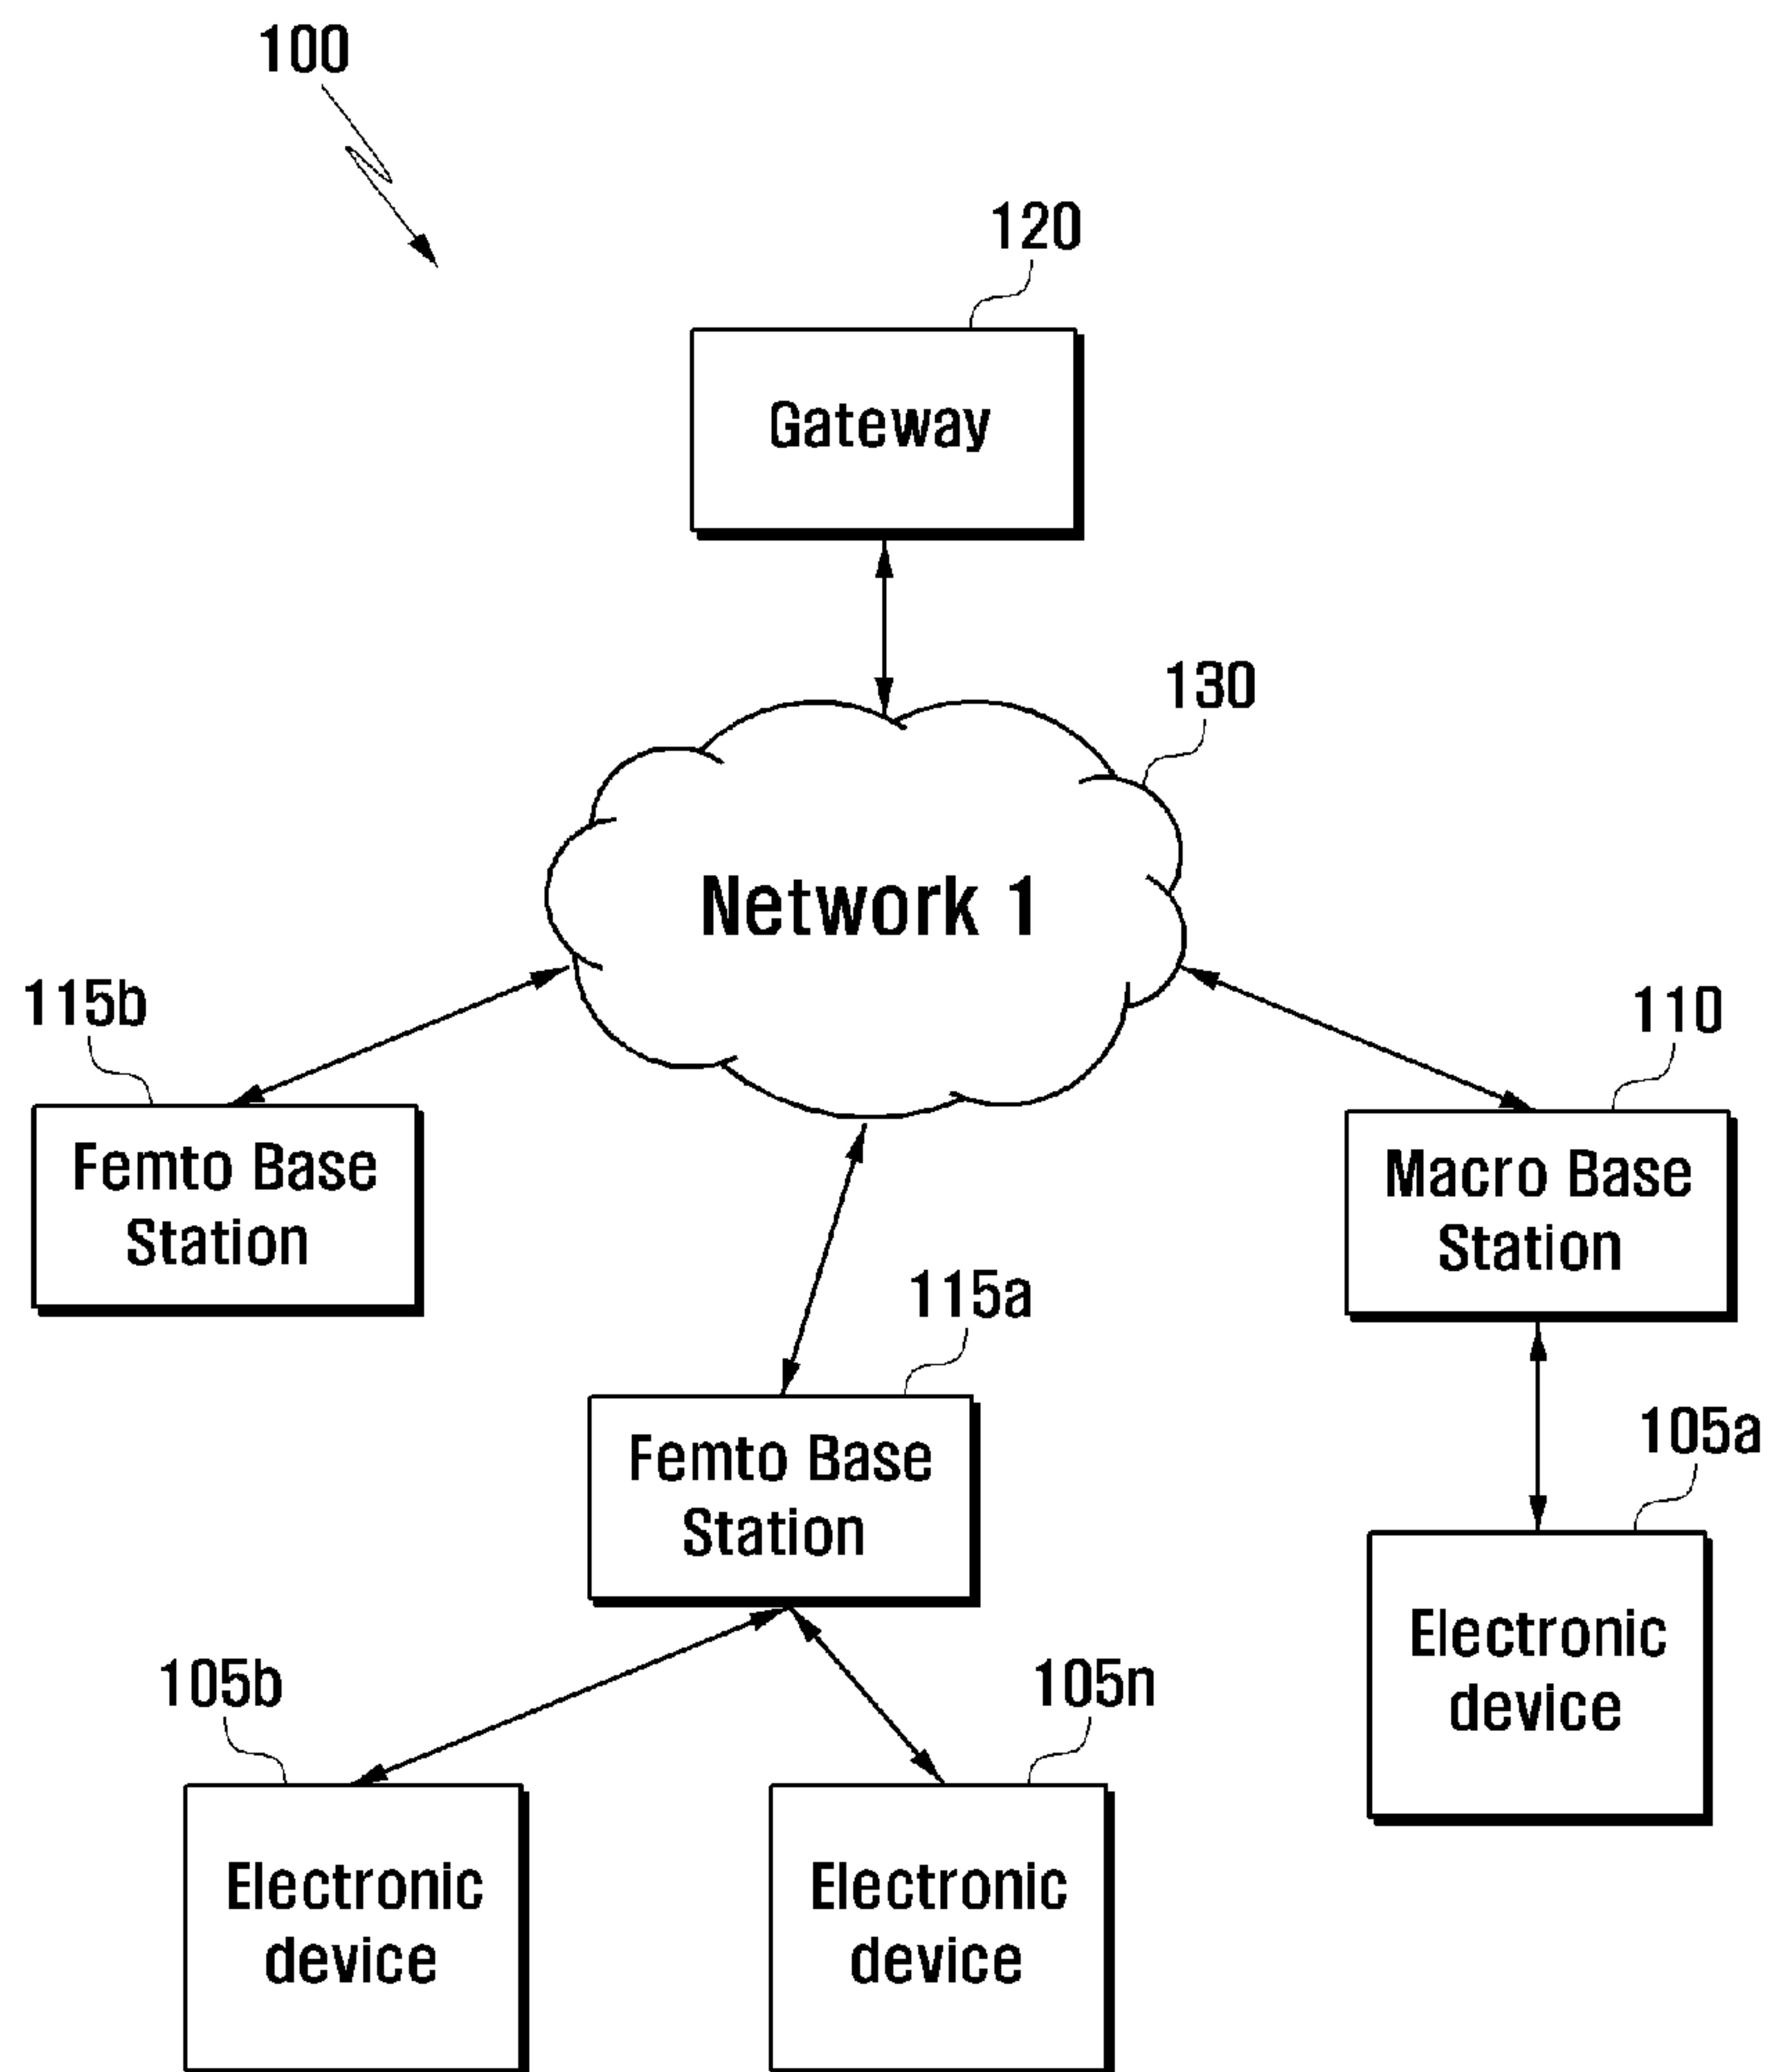 100
120
Gateway
130
Network 1
115b
110
Femto Base
Station
Macro Base
Station
115a
Femto Base
Station
105a
Electronic
device
105b
105n
Electronic
device
Electronic
device